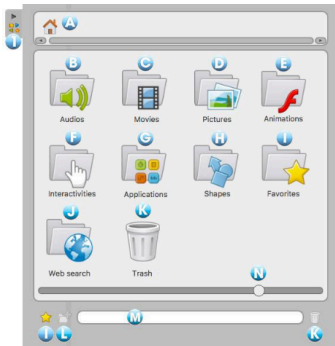 A
I
B C D E
Audios Movies Pictures Animations
F G H I
Interactivities Applications Shapes Favorites
J K
Web search Trash
N
M
I L K